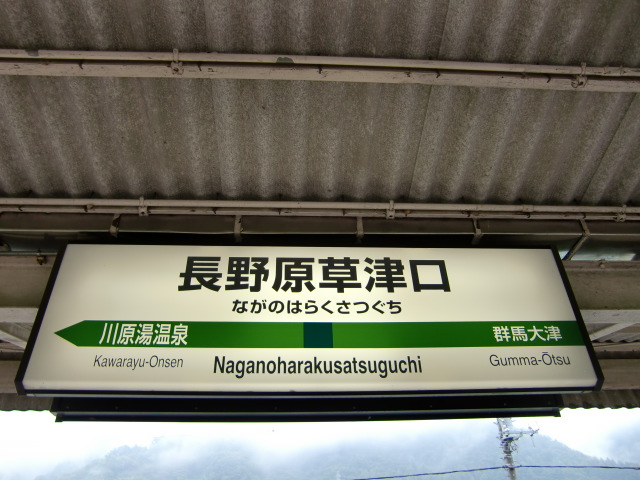 長野原草津口
ながのはらくさつぐち
川原湯温泉 群馬大津
Kawarayu-Onsen Naganoharakusatsuguchi Gumma-Ōtsu